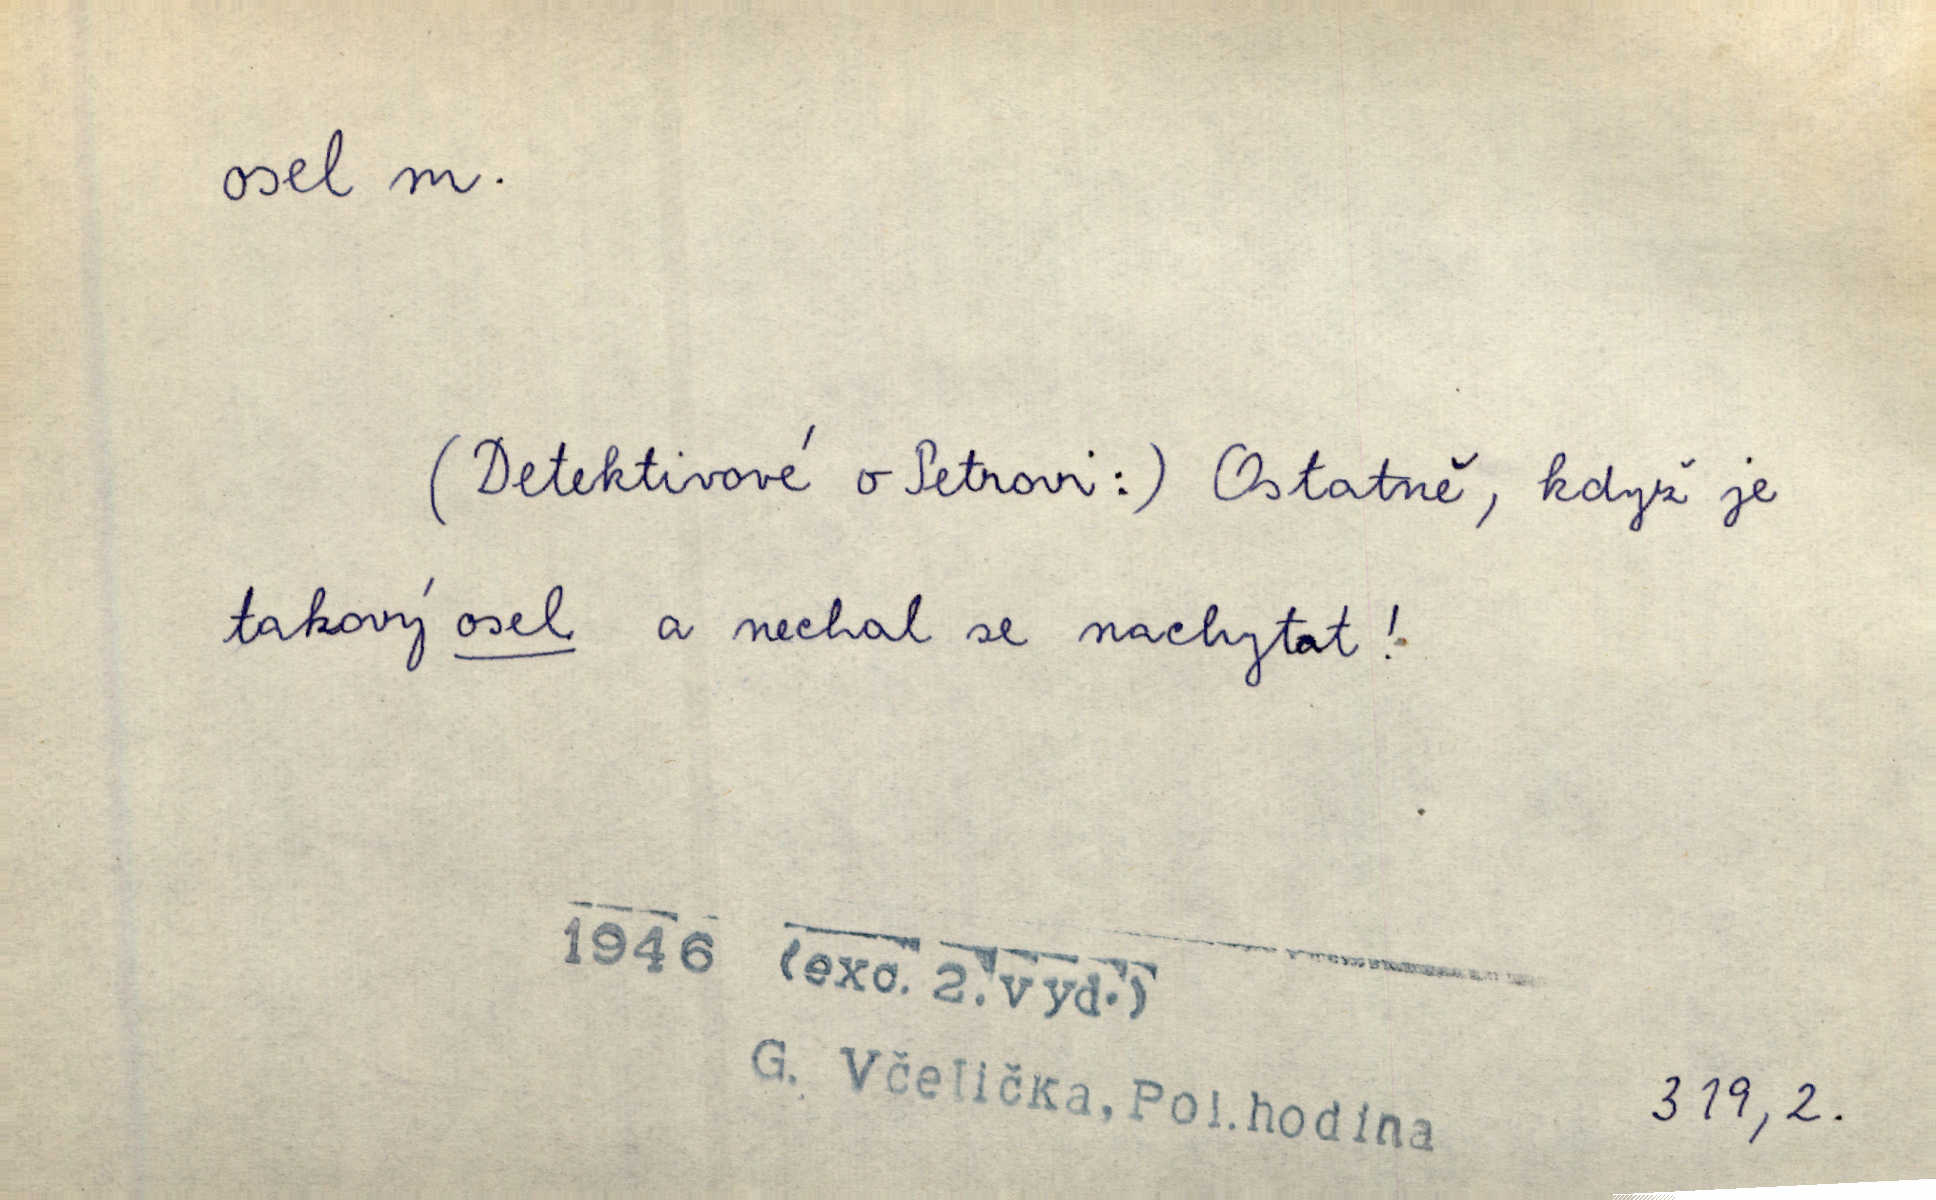 osel m.
(Detektivové o Petrovi:) Ostatně, když je
takový osel a nechal se nachytat!
1946 (exc. 2. vyd.)
G. Včelička, Pol. hodina
319, 2.